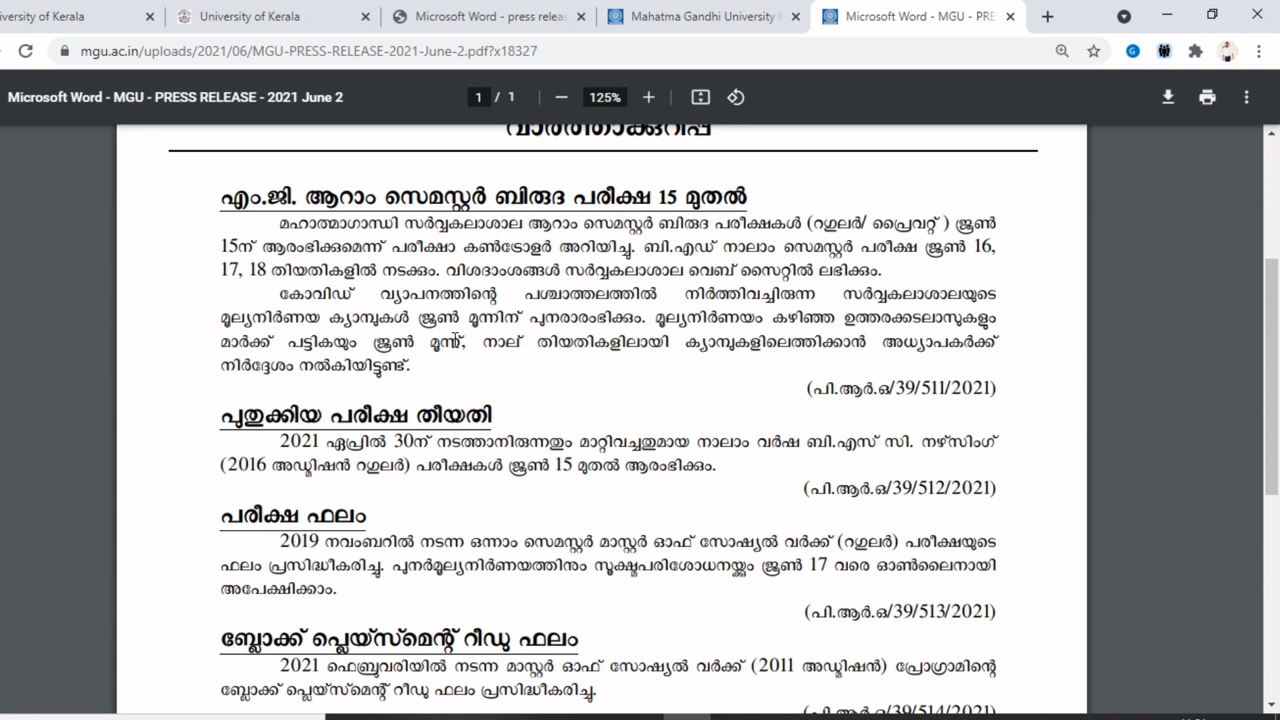 versity of Kerala
University of Kerala
Microsoft Word - press releas
Mahatma Gandhi University
Microsoft Word - MGU - PRE
mgu.ac.in/uploads/2021/06/MGU-PRESS-RELEASE-2021-June-2.pdf?x18327
Microsoft Word - MGU - PRESS RELEASE - 2021 June 2
1 / 1
125%
വാർത്താക്കുറിപ്പ്
എം.ജി. ആറാം സെമസ്റ്റർ ബിരുദ പരീക്ഷ 15 മുതൽ
മഹാത്മാഗാന്ധി സർവ്വകലാശാല ആറാം സെമസ്റ്റർ ബിരുദ പരീക്ഷകൾ (റഗുലർ/ പ്രൈവറ്റ് ) ജൂൺ
15ന് ആരംഭിക്കുമെന്ന് പരീക്ഷാ കൺട്രോളർ അറിയിച്ചു. ബി.എഡ് നാലാം സെമസ്റ്റർ പരീക്ഷ ജൂൺ 16,
17, 18 തിയതികളിൽ നടക്കും. വിശദാംശങ്ങൾ സർവ്വകലാശാല വെബ് സൈറ്റിൽ ലഭിക്കും.
കോവിഡ് വ്യാപനത്തിന്റെ പശ്ചാത്തലത്തിൽ നിർത്തിവച്ചിരുന്ന സർവ്വകലാശാലയുടെ
മൂല്യനിർണയ ക്യാമ്പുകൾ ജൂൺ മൂന്നിന് പുനരാരംഭിക്കും. മൂല്യനിർണയം കഴിഞ്ഞ ഉത്തരക്കടലാസുകളും
മാർക്ക് പട്ടികയും ജൂൺ മൂന്ന്, നാല് തിയതികളിലായി ക്യാമ്പുകളിലെത്തിക്കാൻ അധ്യാപകർക്ക്
നിർദ്ദേശം നൽകിയിട്ടുണ്ട്.
(പി.ആർ.ഒ/39/511/2021)
പുതുക്കിയ പരീക്ഷ തീയതി
2021 ഏപ്രിൽ 30ന് നടത്താനിരുന്നതും മാറ്റിവച്ചതുമായ നാലാം വർഷ ബി.എസ് സി. നഴ്സിംഗ്
(2016 അഡ്മിഷൻ റഗുലർ) പരീക്ഷകൾ ജൂൺ 15 മുതൽ ആരംഭിക്കും.
(പി.ആർ.ഒ/39/512/2021)
പരീക്ഷ ഫലം
2019 നവംബറിൽ നടന്ന ഒന്നാം സെമസ്റ്റർ മാസ്റ്റർ ഓഫ് സോഷ്യൽ വർക്ക് (റഗുലർ) പരീക്ഷയുടെ
ഫലം പ്രസിദ്ധീകരിച്ചു. പുനർമൂല്യനിർണയത്തിനും സൂക്ഷ്മപരിശോധനയ്ക്കും ജൂൺ 17 വരെ ഓൺലൈനായി
അപേക്ഷിക്കാം.
(പി.ആർ.ഒ/39/513/2021)
ബ്ലോക്ക് പ്ലെയ്സ്മെന്റ് റീഡു ഫലം
2021 ഫെബ്രുവരിയിൽ നടന്ന മാസ്റ്റർ ഓഫ് സോഷ്യൽ വർക്ക് (2011 അഡ്മിഷൻ) പ്രോഗ്രാമിന്റെ
ബ്ലോക്ക് പ്ലെയ്സ്മെന്റ് റീഡു ഫലം പ്രസിദ്ധീകരിച്ചു.
(പി.ആർ.ഒ/39/514/2021)